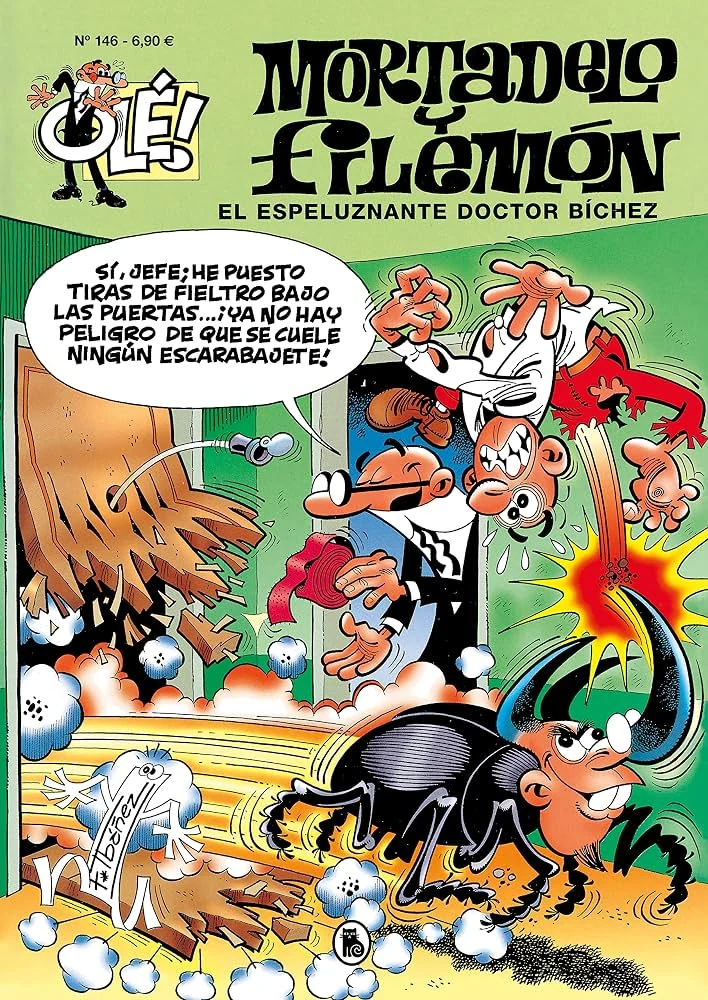 Nº 146 - 6,90 €
OLÉ!
MORTADELO
Y
FILEMÓN
EL ESPELUZNANTE DOCTOR BÍCHEZ
SÍ, JEFE; HE PUESTO
TIRAS DE FIELTRO BAJO
LAS PUERTAS...¡YA NO HAY
PELIGRO DE QUE SE CUELE
NINGÚN ESCARABAJETE!
F. Ibáñez